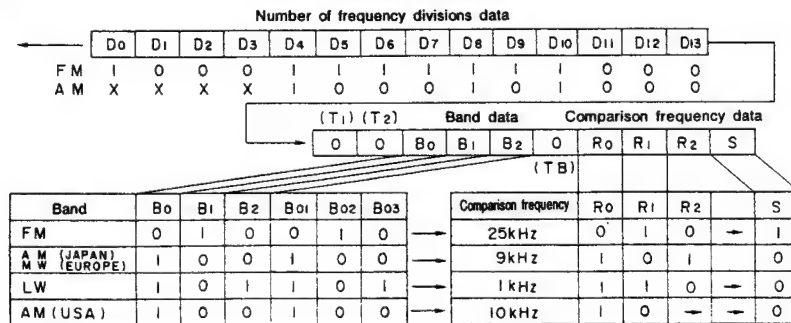 Number of frequency divisions data
D0 D1 D2 D3 D4 D5 D6 D7 D8 D9 D10 D11 D12 D13
FM 1 0 0 0 1 1 1 1 1 1 1 0 0 0
AM X X X X 1 0 0 0 1 0 1 0 0 0
(T1) (T2) Band data Comparison frequency data
0 0 B0 B1 B2 0 R0 R1 R2 S
(TB)
Band B0 B1 B2 B01 B02 B03 Comparison frequency R0 R1 R2 S
FM 0 1 0 0 1 0 → 25kHz 0 1 0 → 1
AM (JAPAN) MW (EUROPE) 1 0 0 1 0 0 → 9kHz 1 0 1 0
LW 1 0 1 1 0 1 → 1kHz 1 1 0 → 0
AM (USA) 1 0 0 1 0 0 → 10kHz 1 0 → → 0